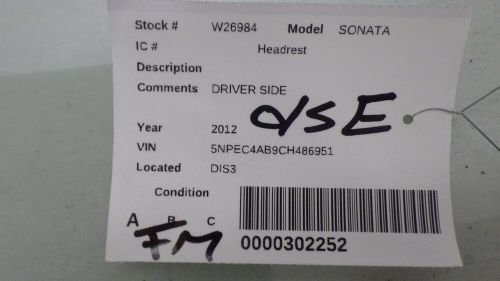 Stock # W26984 Model SONATA
IC # Headrest
Description
Comments DRIVER SIDE
dSE
Year 2012
VIN 5NPEC4AB9CH486951
Located DIS3
Condition
A B C
FM
0000302252